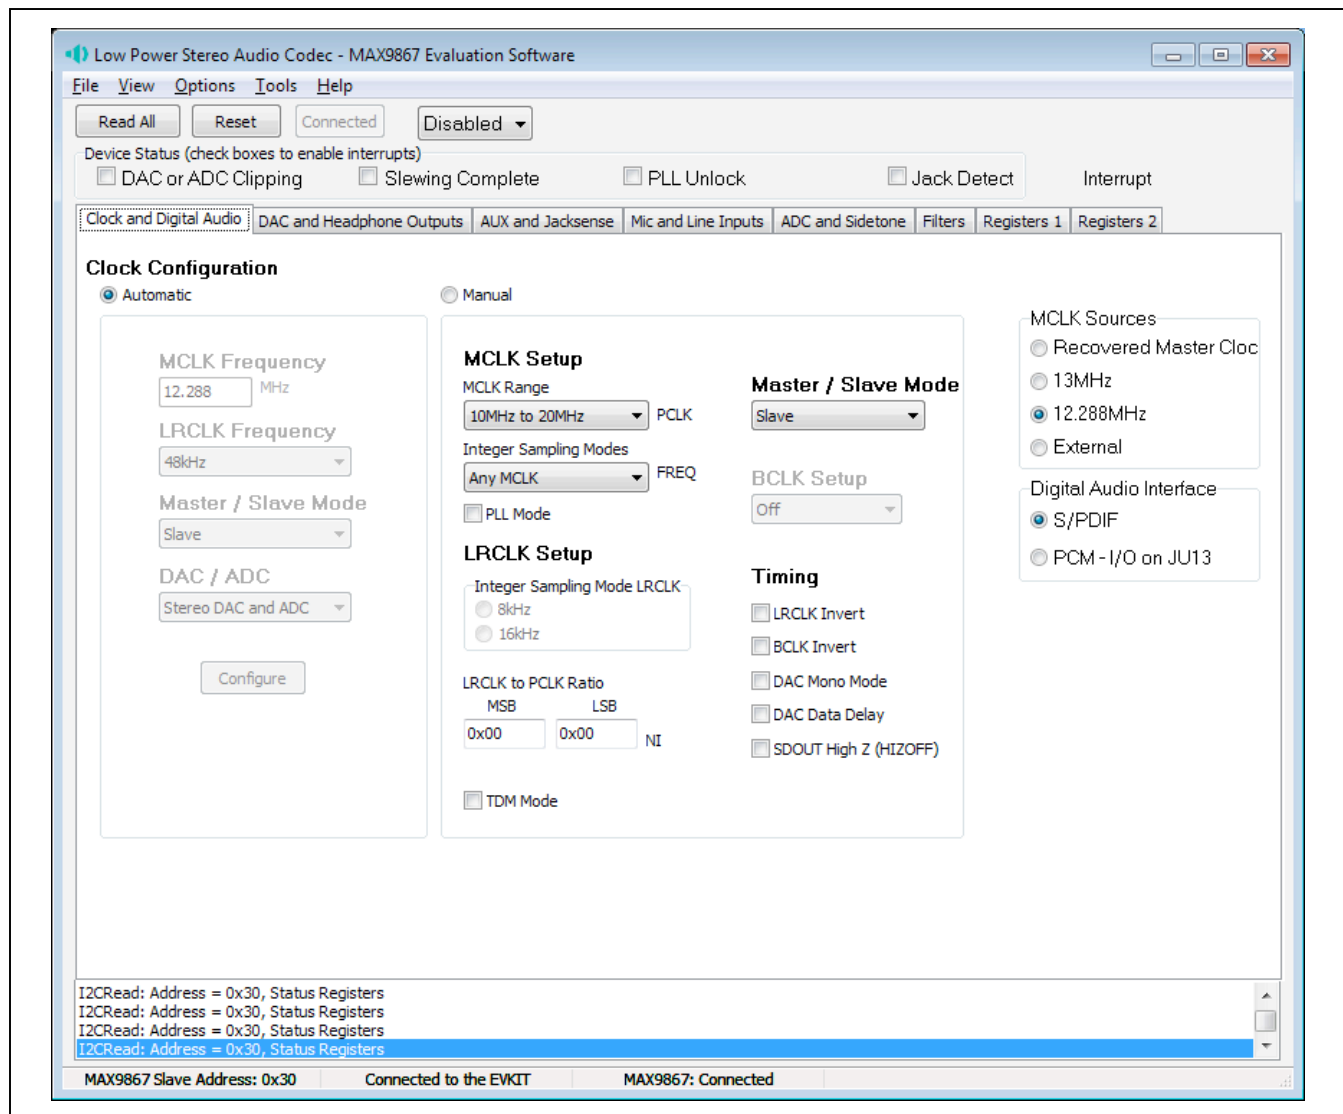 Low Power Stereo Audio Codec - MAX9867 Evaluation Software
File View Options Tools Help
Read All Reset Connected Disabled
Device Status (check boxes to enable interrupts)
DAC or ADC Clipping Slewing Complete PLL Unlock Jack Detect Interrupt
Clock and Digital Audio DAC and Headphone Outputs AUX and Jacksense Mic and Line Inputs ADC and Sidetone Filters Registers 1 Registers 2
Clock Configuration
Automatic
MCLK Frequency
12.288 MHz
LRCLK Frequency
48kHz
Master / Slave Mode
Slave
DAC / ADC
Stereo DAC and ADC
Configure
Manual
MCLK Setup
MCLK Range
10MHz to 20MHz PCLK
Integer Sampling Modes
Any MCLK FREQ
PLL Mode
LRCLK Setup
Integer Sampling Mode LRCLK
8kHz
16kHz
LRCLK to PCLK Ratio
MSB LSB
0x00 0x00 NI
TDM Mode
Master / Slave Mode
Slave
BCLK Setup
Off
Timing
LRCLK Invert
BCLK Invert
DAC Mono Mode
DAC Data Delay
SDOUT High Z (HIZOFF)
MCLK Sources
Recovered Master Cloc
13MHz
12.288MHz
External
Digital Audio Interface
S/PDIF
PCM - I/O on JU13
I2CRead: Address = 0x30, Status Registers
I2CRead: Address = 0x30, Status Registers
I2CRead: Address = 0x30, Status Registers
I2CRead: Address = 0x30, Status Registers
MAX9867 Slave Address: 0x30 Connected to the EVKIT MAX9867: Connected